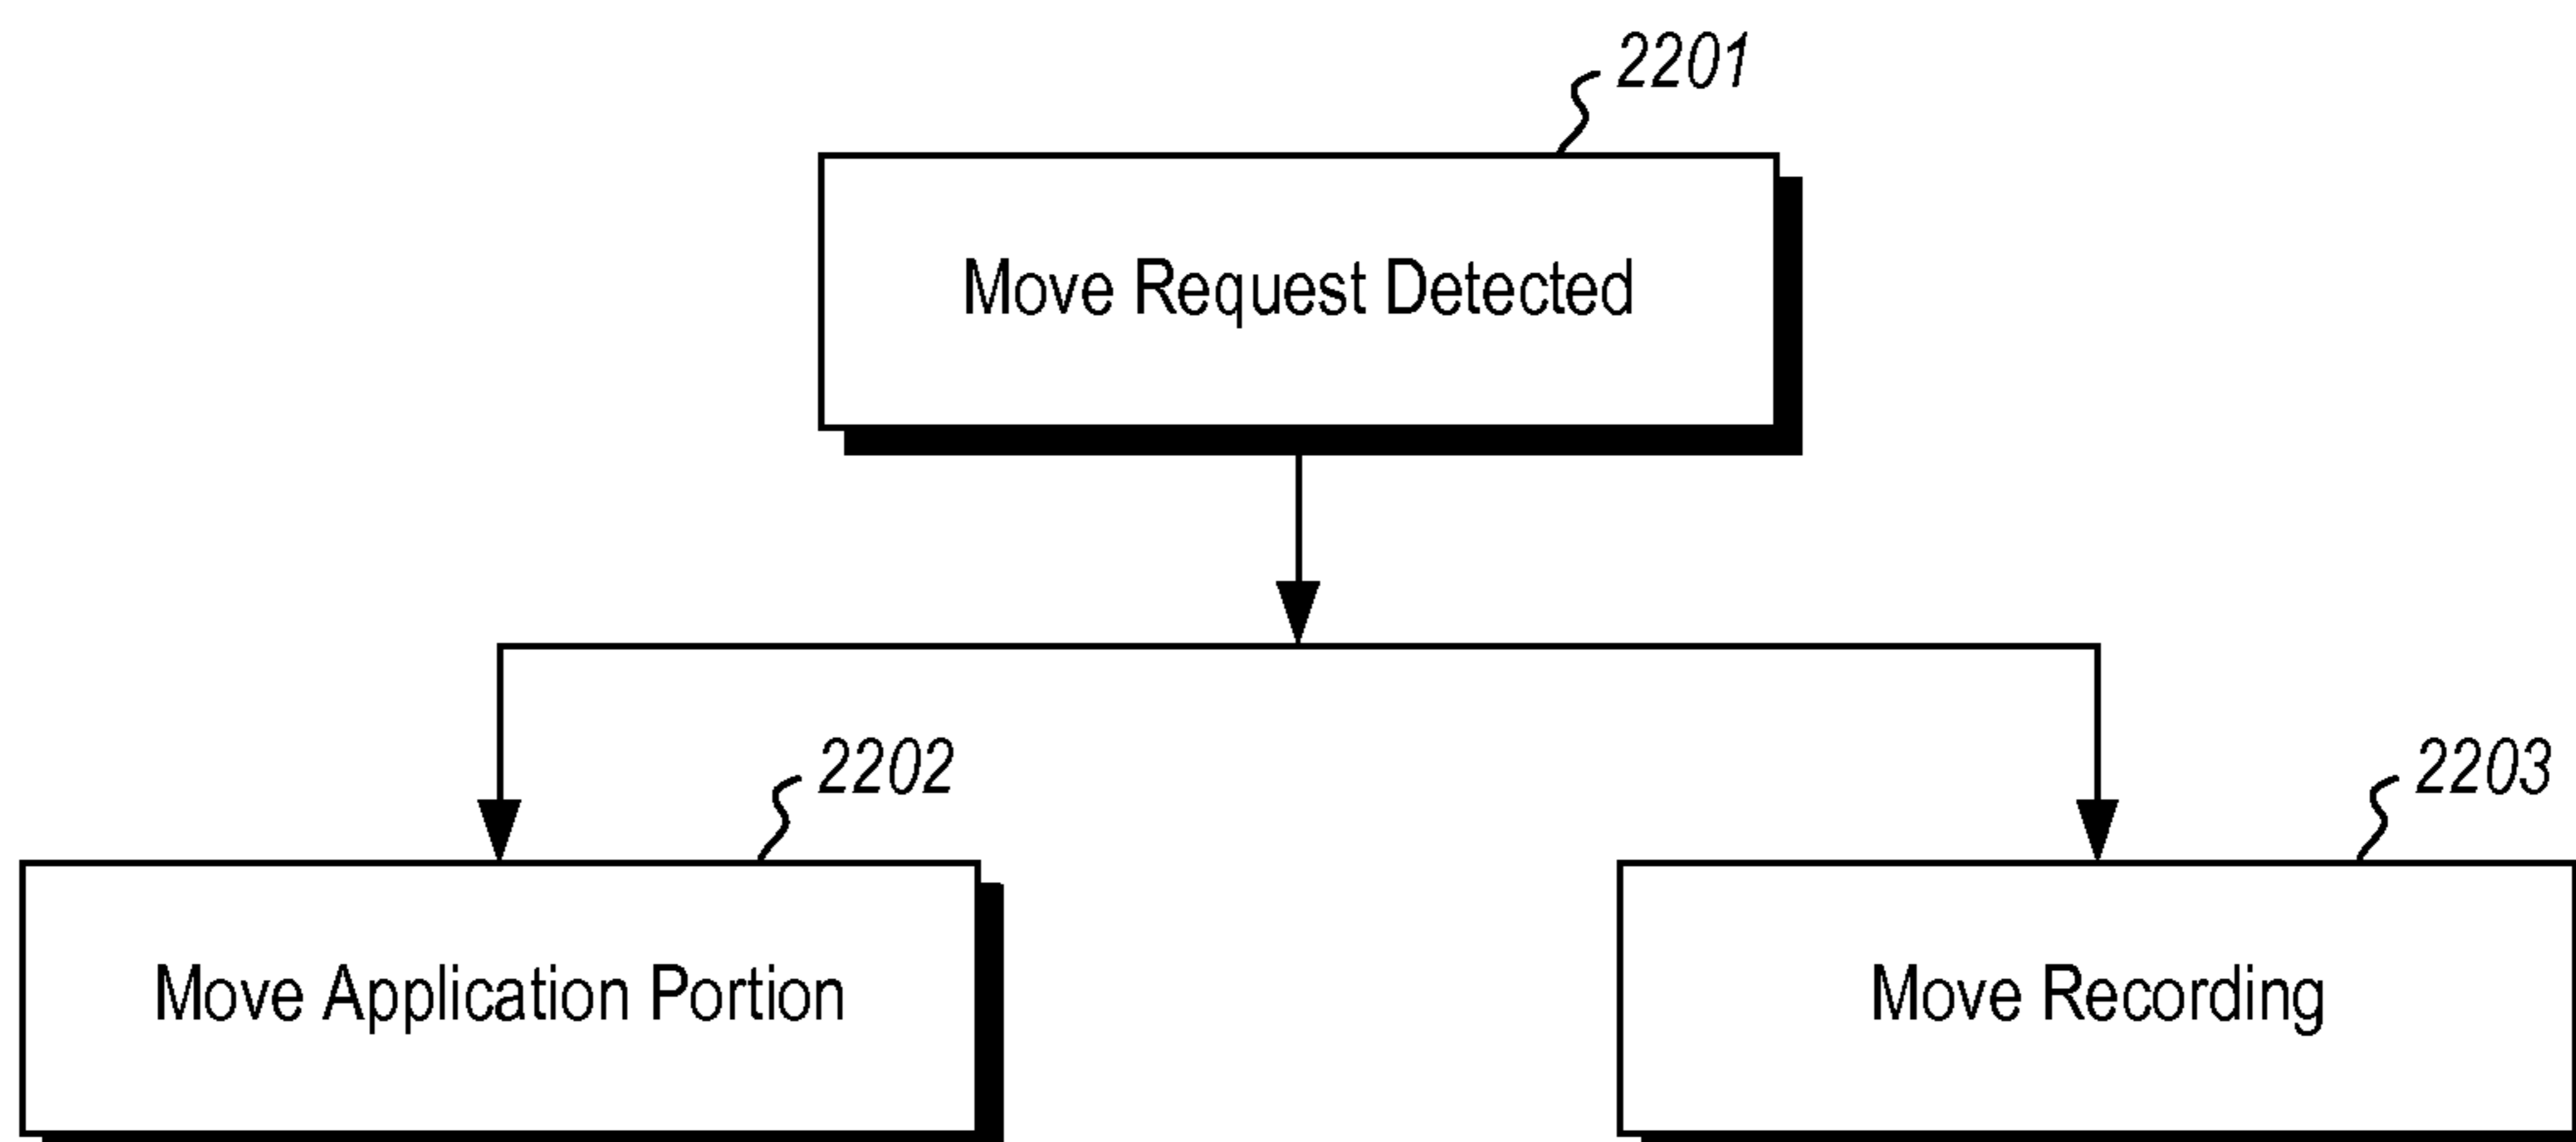 2201
Move Request Detected
2202
2203
Move Application Portion
Move Recording